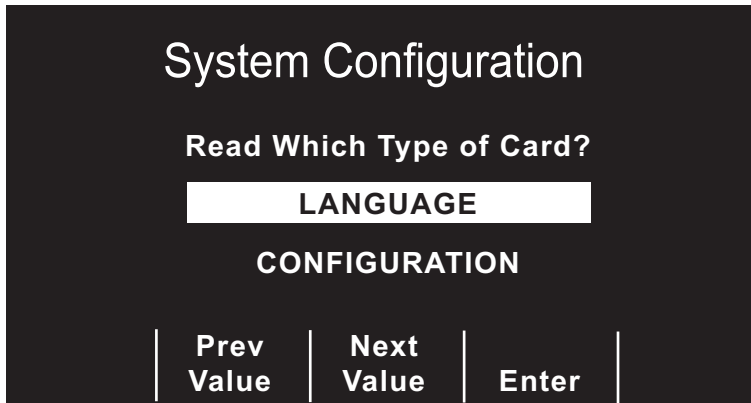 System Configuration
Read Which Type of Card?
LANGUAGE
CONFIGURATION
Prev Next
Value Value Enter